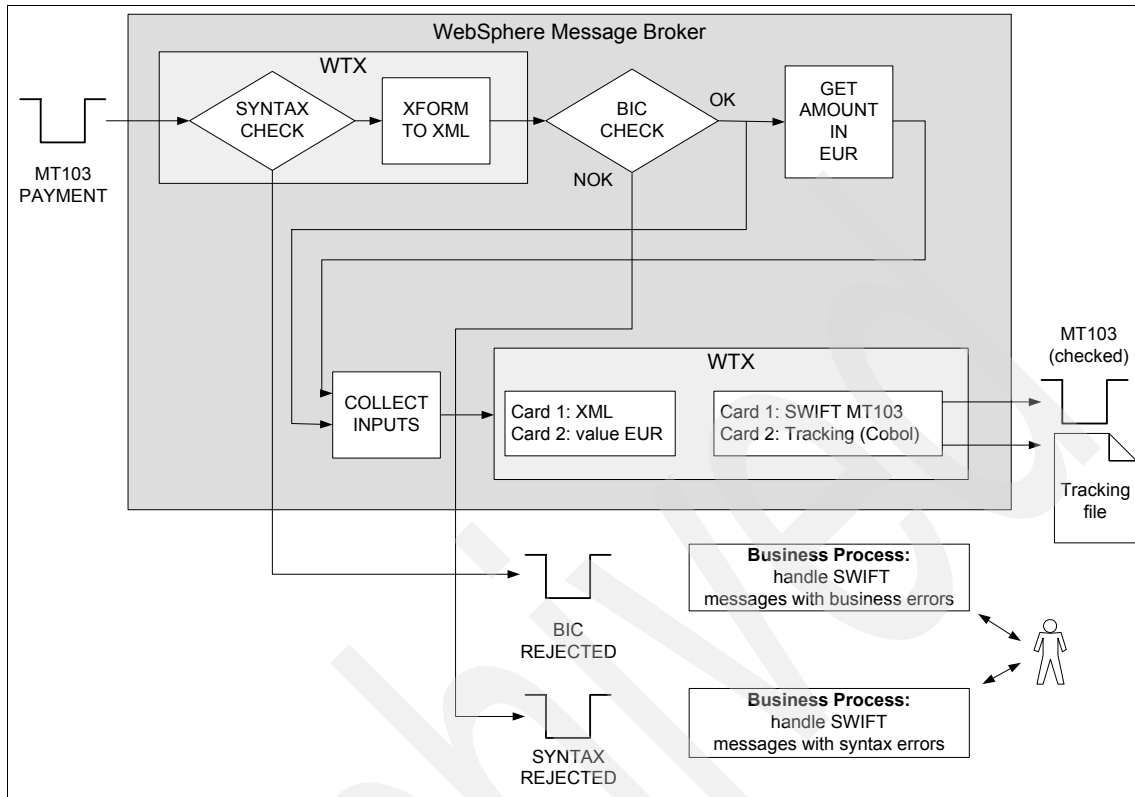 WebSphere Message Broker
WTX
SYNTAX
CHECK
XFORM
TO XML
BIC
CHECK
OK
NOK
GET
AMOUNT
IN
EUR
MT103
PAYMENT
COLLECT
INPUTS
WTX
Card 1: XML
Card 2: value EUR
Card 1: SWIFT MT103
Card 2: Tracking (Cobol)
MT103
(checked)
Tracking
file
BIC
REJECTED
Business Process:
handle SWIFT
messages with business errors
SYNTAX
REJECTED
Business Process:
handle SWIFT
messages with syntax errors